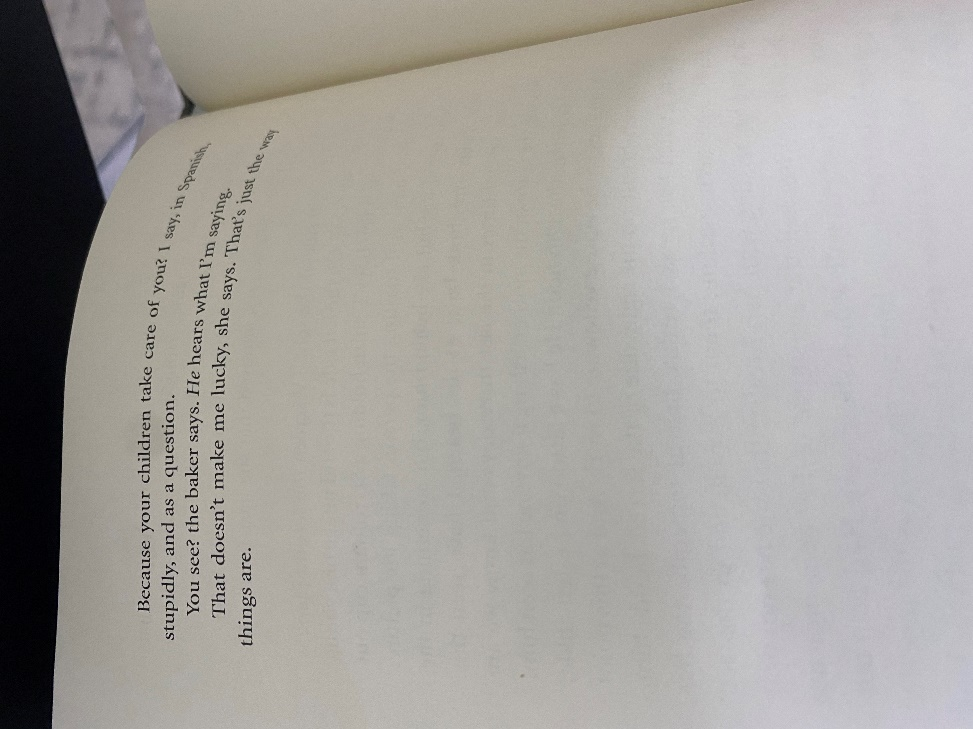 Because your children take care of you? I say, in Spanish,
stupidly, and as a question.
You see? the baker says. He hears what I'm saying.
That doesn't make me lucky, she says. That's just the way
things are.